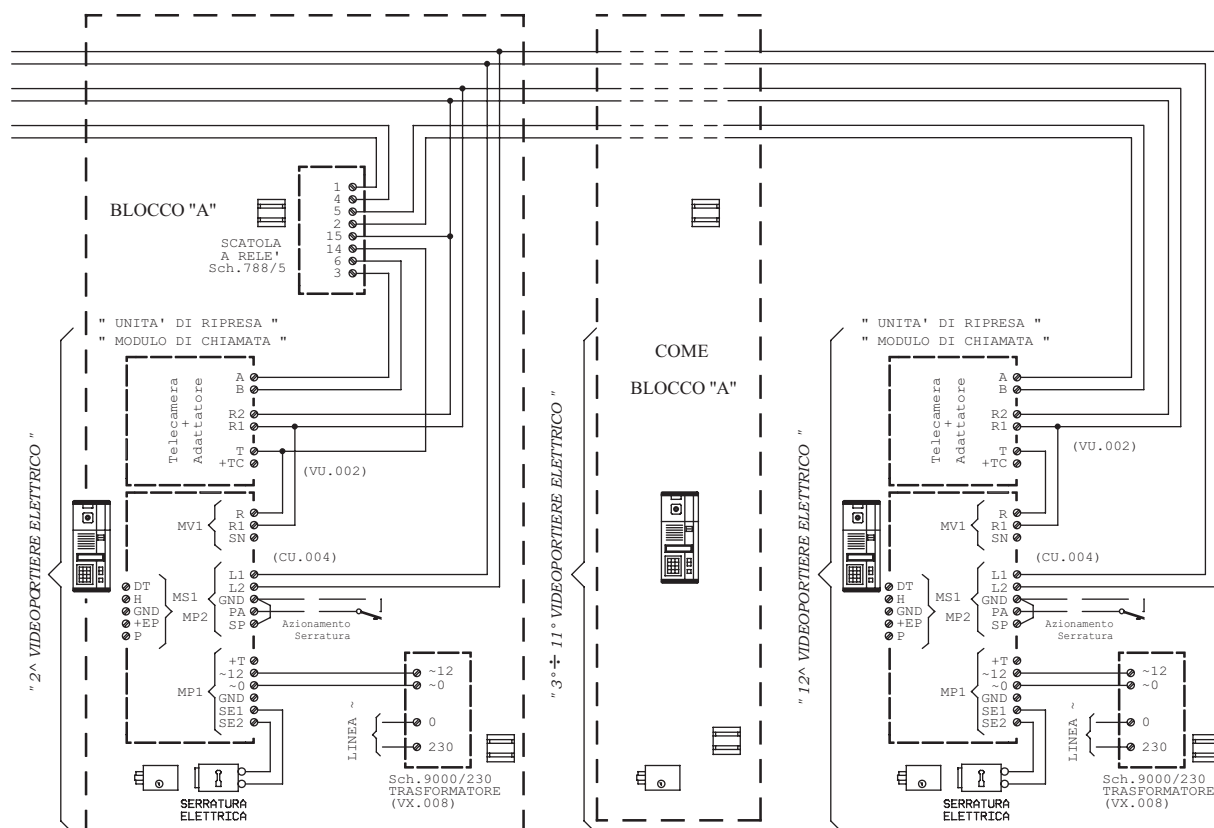 BLOCCO "A"
SCATOLA
A RELE'
Sch.788/5
1
4
5
2
15
14
6
3
" UNITA' DI RIPRESA "
" MODULO DI CHIAMATA "
Telecamera
+
Adattatore
A
B
R2
R1
T
+TC
(VU.002)
" 2^ VIDEOPORTIERE ELETTRICO "
MV1
R
R1
SN
(CU.004)
DT
H
GND
+EP
P
MS1
MP2
L1
L2
GND
PA
SP
Azionamento
Serratura
MP1
+T
~12
~0
GND
SE1
SE2
~12
~0
0
230
LINEA ~
Sch.9000/230
TRASFORMATORE
(VX.008)
SERRATURA
ELETTRICA
COME
BLOCCO "A"
" 3° ÷ 11° VIDEOPORTIERE ELETTRICO "
" UNITA' DI RIPRESA "
" MODULO DI CHIAMATA "
Telecamera
+
Adattatore
A
B
R2
R1
T
+TC
(VU.002)
" 12^ VIDEOPORTIERE ELETTRICO "
MV1
R
R1
SN
(CU.004)
DT
H
GND
+EP
P
MS1
MP2
L1
L2
GND
PA
SP
Azionamento
Serratura
MP1
+T
~12
~0
GND
SE1
SE2
~12
~0
0
230
LINEA ~
Sch.9000/230
TRASFORMATORE
(VX.008)
SERRATURA
ELETTRICA